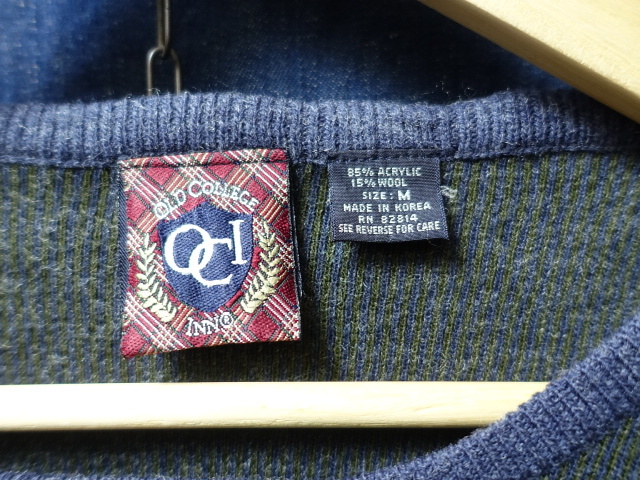 OLD COLLEGE
OCI
INN®
85% ACRYLIC
15% WOOL
SIZE: M
MADE IN KOREA
RN 82814
SEE REVERSE FOR CARE